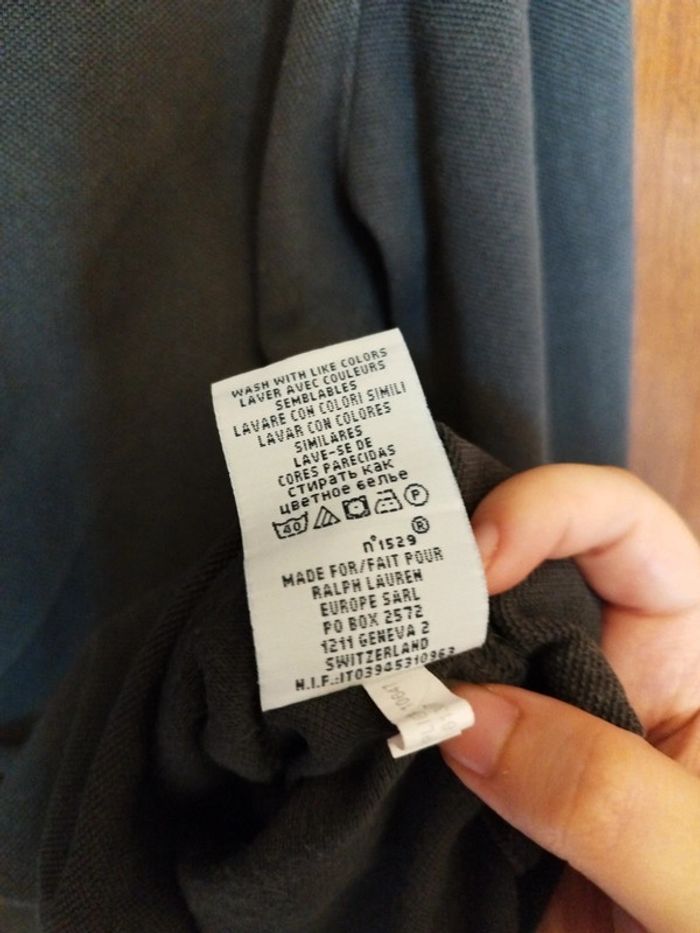 WASH WITH LIKE COLORS
LAVER AVEC COULEURS
SEMBLABLES
LAVARE CON COLORI SIMILI
LAVAR CON COLORES
SIMILARES
LAVE-SE DE
CORES PARECIDAS
стирать как
цветное белье
40 P
®
n°1529
MADE FOR/FAIT POUR
RALPH LAUREN
EUROPE SARL
PO BOX 2572
1211 GENEVA 2
SWITZERLAND
N.I.F.:IT03945310963